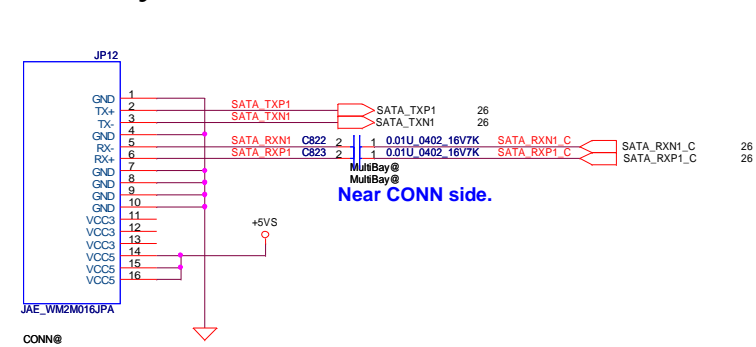 JP12
GND 1
TX+ 2 SATA_TXP1 SATA_TXP1 26
TX- 3 SATA_TXN1 SATA_TXN1 26
GND 4
RX- 5 SATA_RXN1 C822 2 1 0.01U_0402_16V7K SATA_RXN1_C SATA_RXN1_C 26
RX+ 6 SATA_RXP1 C823 2 1 0.01U_0402_16V7K SATA_RXP1_C SATA_RXP1_C 26
GND 7 MultiBay@
GND 8 MultiBay@
GND 9 Near CONN side.
GND 10
VCC3 11
VCC3 12 +5VS
VCC3 13
VCC5 14
VCC5 15
VCC5 16
JAE_WM2M016JPA
CONN@